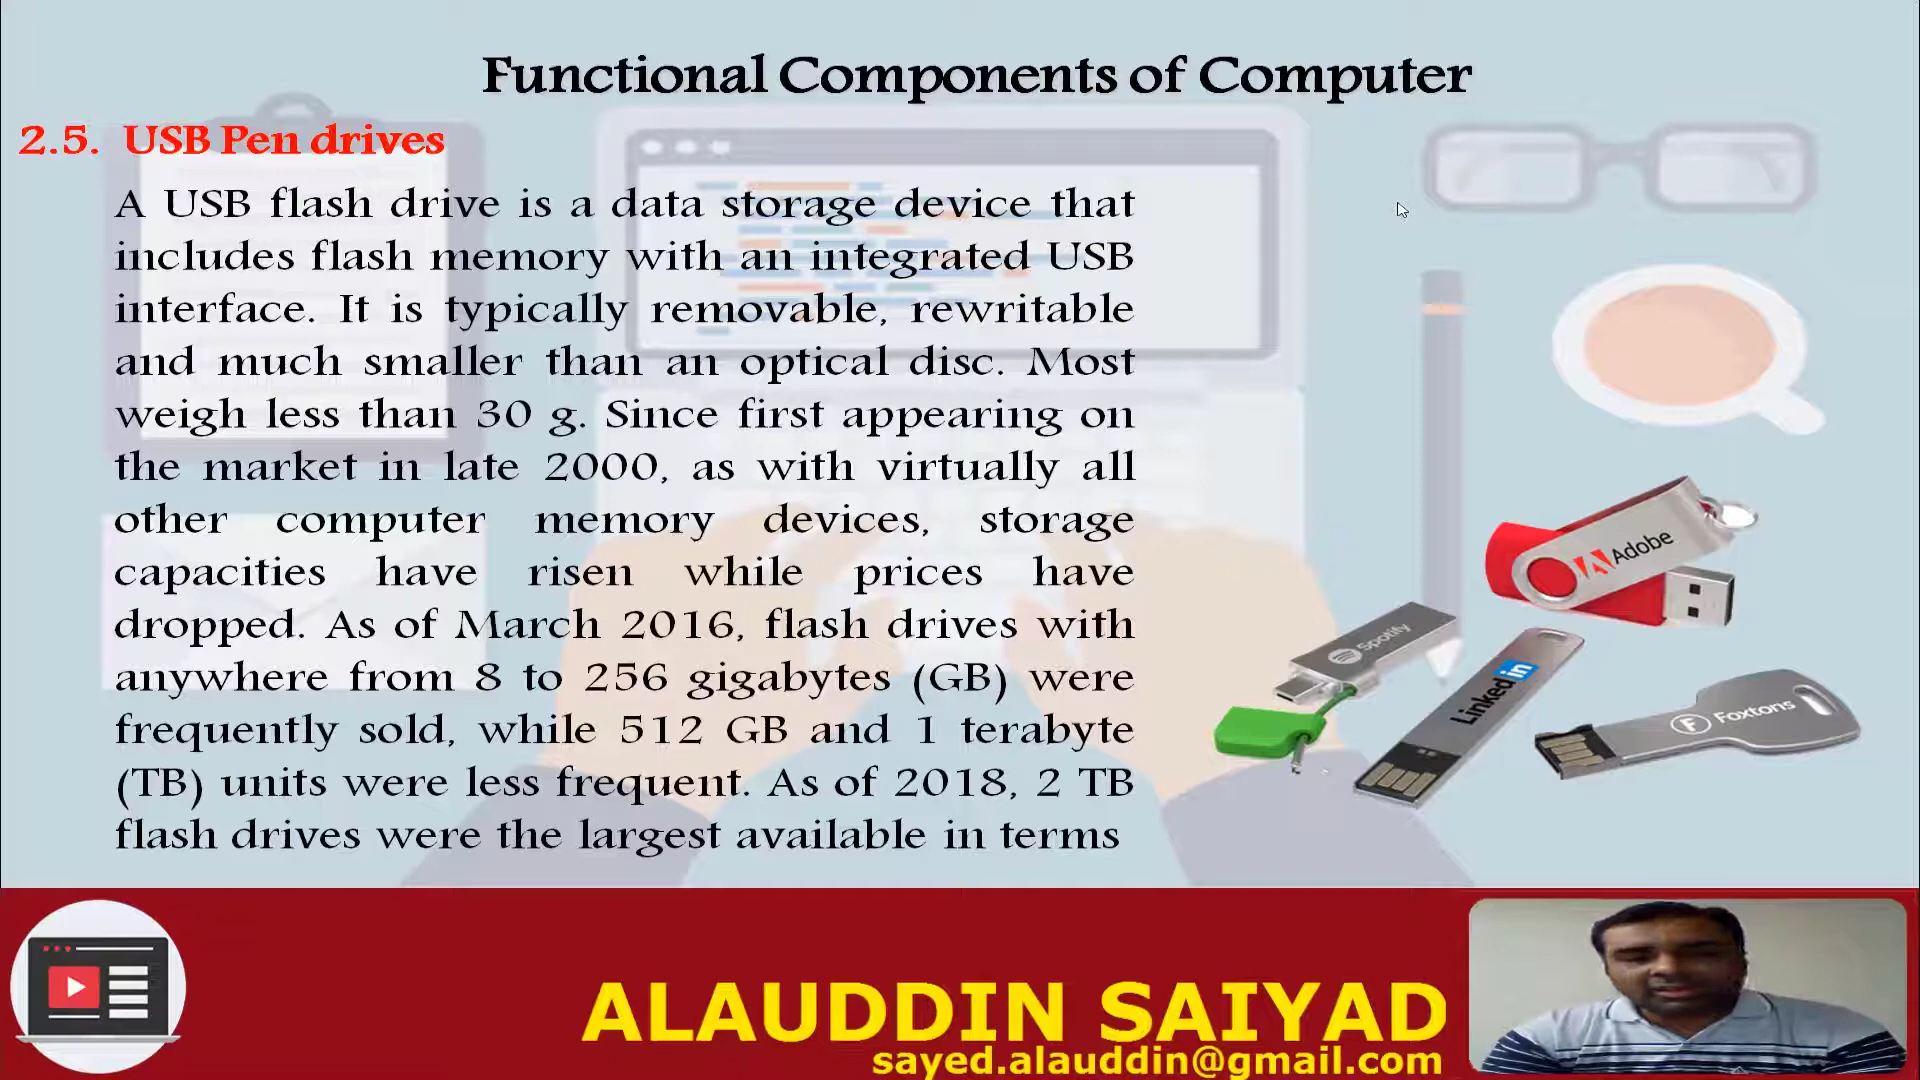 Functional Components of Computer
2.5. USB Pen drives
A USB flash drive is a data storage device that
includes flash memory with an integrated USB
interface. It is typically removable, rewritable
and much smaller than an optical disc. Most
weigh less than 30 g. Since first appearing on
the market in late 2000, as with virtually all
other computer memory devices, storage
capacities have risen while prices have
dropped. As of March 2016, flash drives with
anywhere from 8 to 256 gigabytes (GB) were
frequently sold, while 512 GB and 1 terabyte
(TB) units were less frequent. As of 2018, 2 TB
flash drives were the largest available in terms
Adobe
Spotify
Linked in
F Foxtons
ALAUDDIN SAIYAD
sayed.alauddin@gmail.com